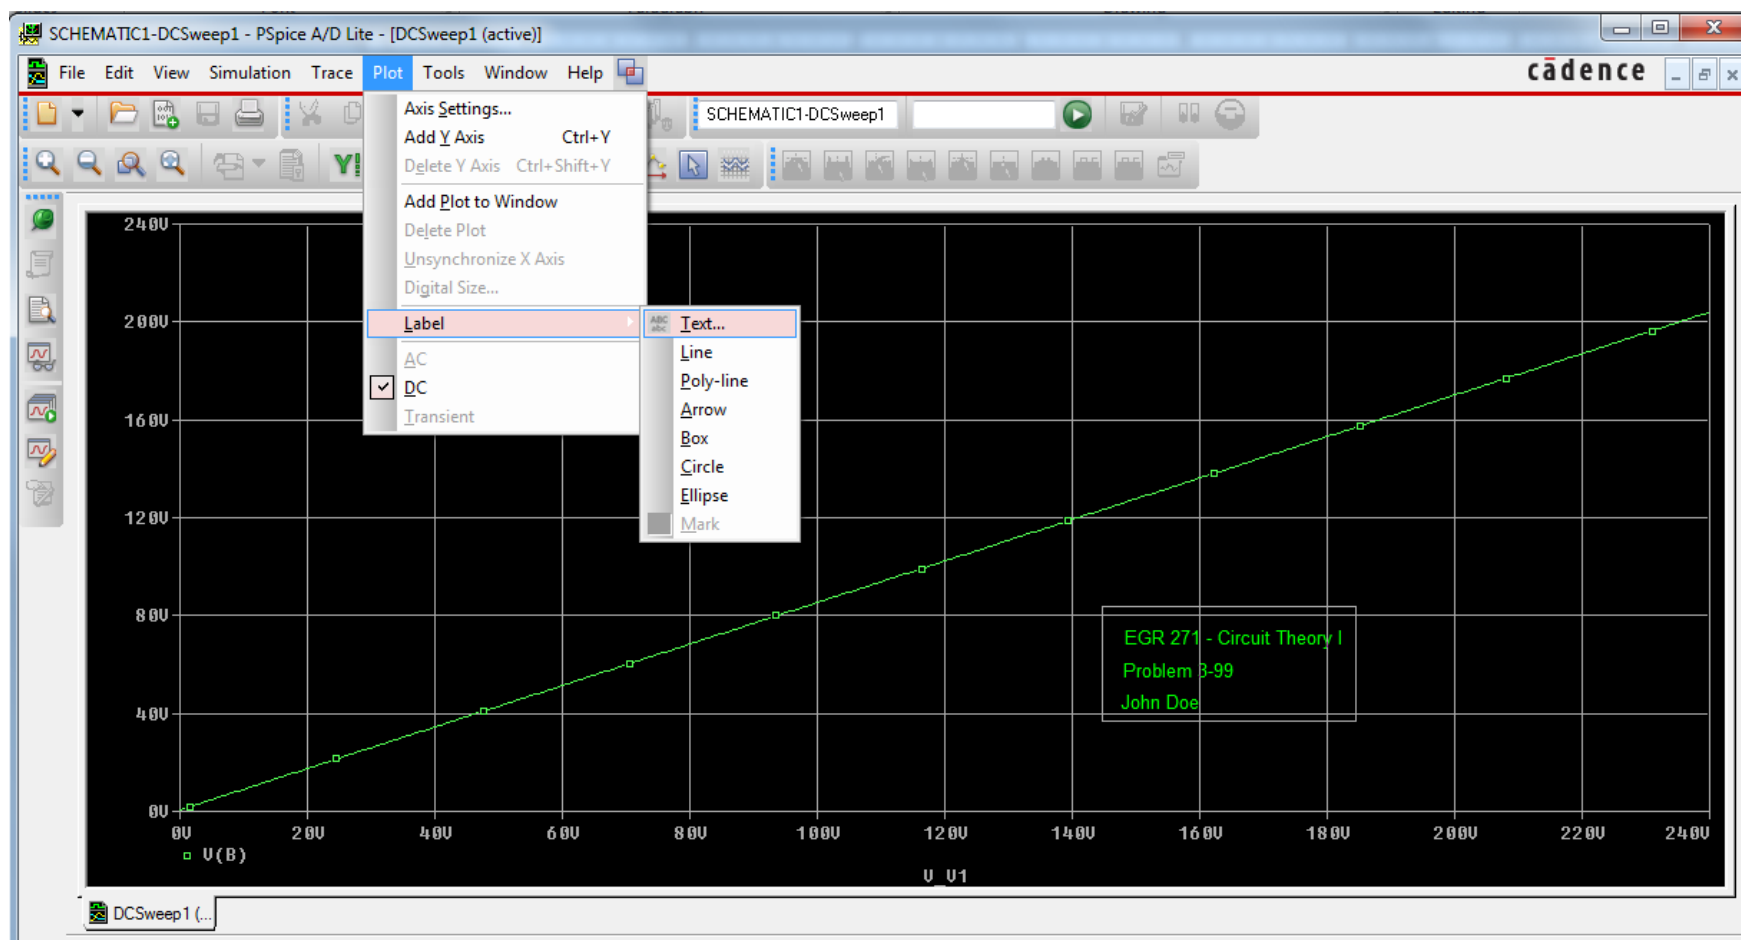 SCHEMATIC1-DCSweep1 - PSpice A/D Lite - [DCSweep1 (active)]
File Edit View Simulation Trace Plot Tools Window Help
cādence
SCHEMATIC1-DCSweep1
Axis Settings...
Add Y Axis Ctrl+Y
Delete Y Axis Ctrl+Shift+Y
Add Plot to Window
Delete Plot
Unsynchronize X Axis
Digital Size...
Label
AC
DC
Transient
ABC
abc
Text...
Line
Poly-line
Arrow
Box
Circle
Ellipse
Mark
240V
200V
160V
120V
80V
40V
0V
EGR 271 - Circuit Theory I
Problem 3-99
John Doe
0V 20V 40V 60V 80V 100V 120V 140V 160V 180V 200V 220V 240V
V(B)
V_V1
DCSweep1 (...